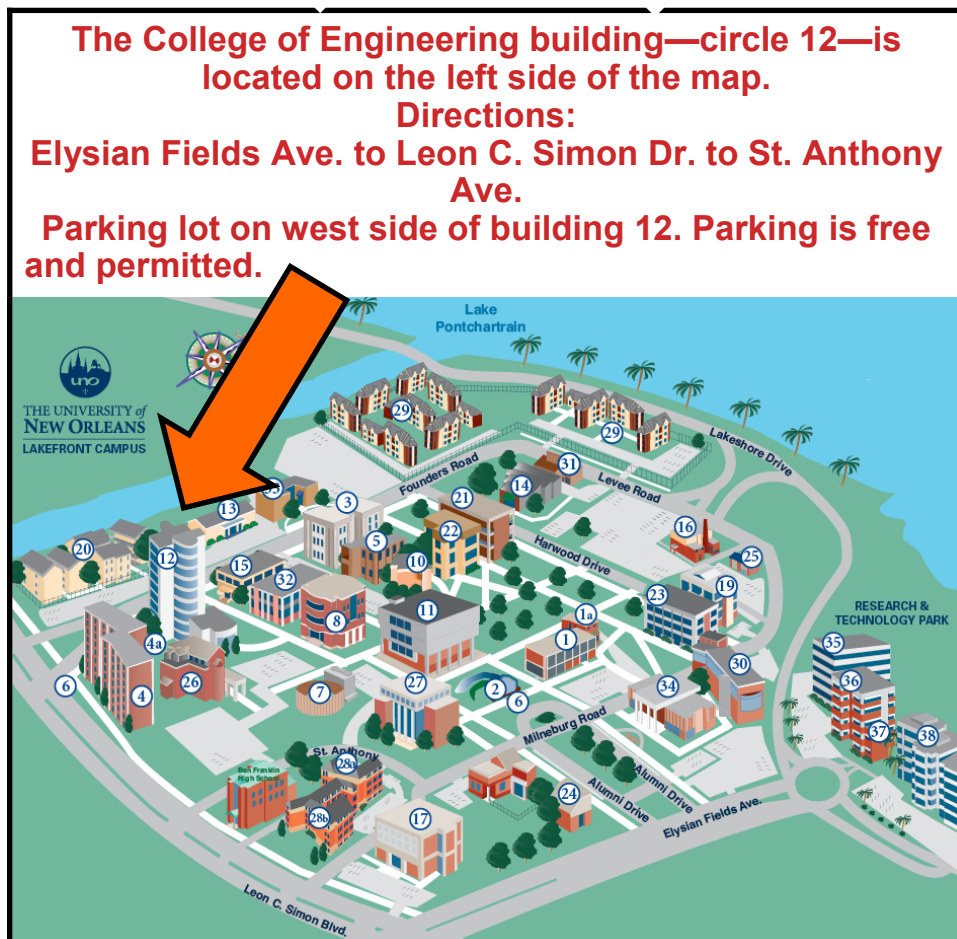 The College of Engineering building—circle 12—is
located on the left side of the map.
Directions:
Elysian Fields Ave. to Leon C. Simon Dr. to St. Anthony
Ave.
Parking lot on west side of building 12. Parking is free
and permitted.
Lake
Pontchartrain
uno
THE UNIVERSITY of
NEW ORLEANS
LAKEFRONT CAMPUS
29
29
Lakeshore Drive
Founders Road
31
Levee Road
14
21
33
3
13
16
22
5
Harwood Drive
25
20
12
10
15
32
19
23
11
8
1a
RESEARCH &
TECHNOLOGY PARK
1
4a
35
30
26
36
6
4
27
34
7
2
6
37
38
Milneburg Road
St. Anthony
28a
Ben Franklin
High School
Alumni Drive
Alumni Drive
24
28b
17
Elysian Fields Ave.
Leon C. Simon Blvd.